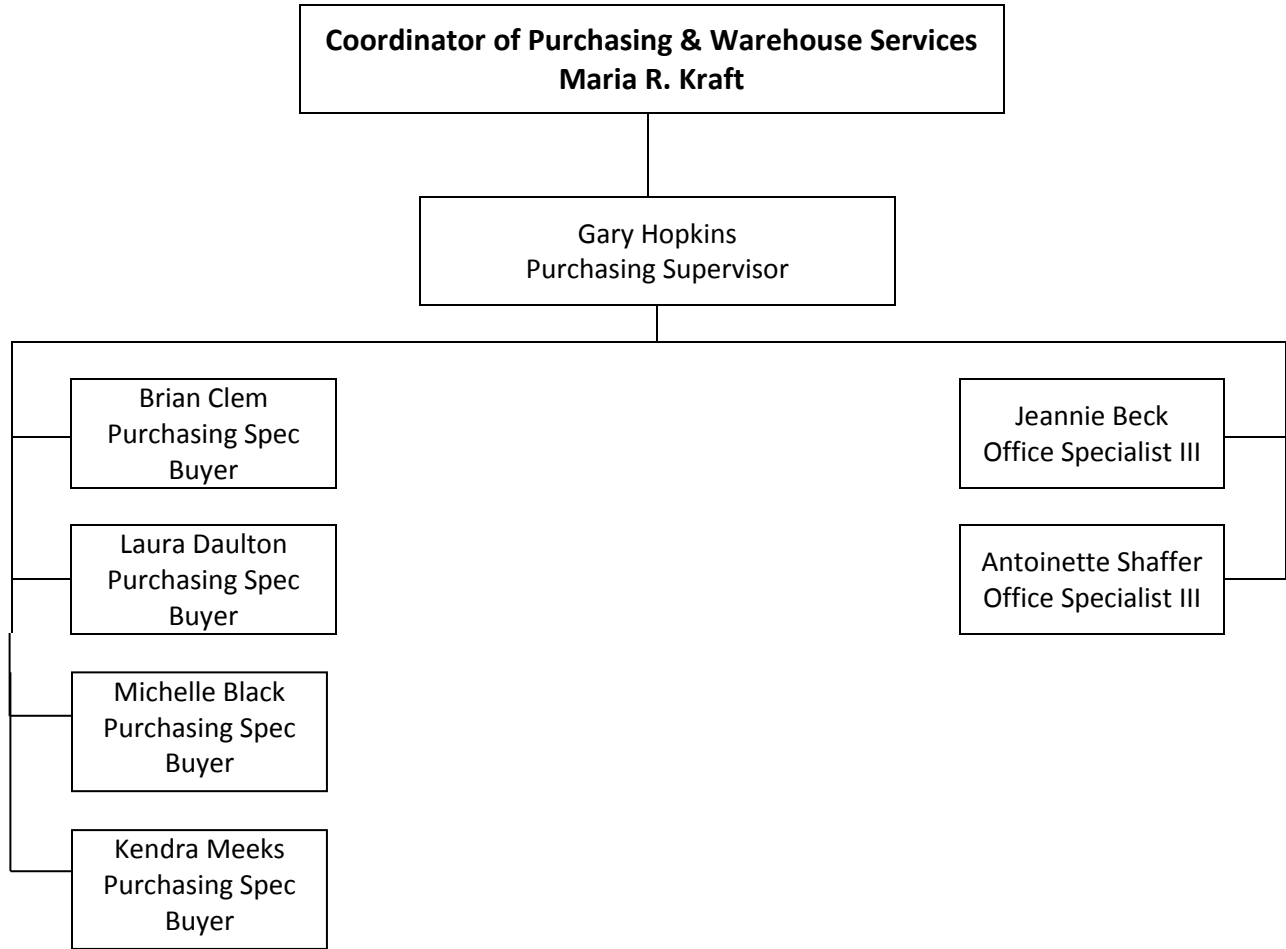 Coordinator of Purchasing & Warehouse Services
Maria R. Kraft
Gary Hopkins
Purchasing Supervisor
Brian Clem
Purchasing Spec
Buyer
Jeannie Beck
Office Specialist III
Laura Daulton
Purchasing Spec
Buyer
Antoinette Shaffer
Office Specialist III
Michelle Black
Purchasing Spec
Buyer
Kendra Meeks
Purchasing Spec
Buyer